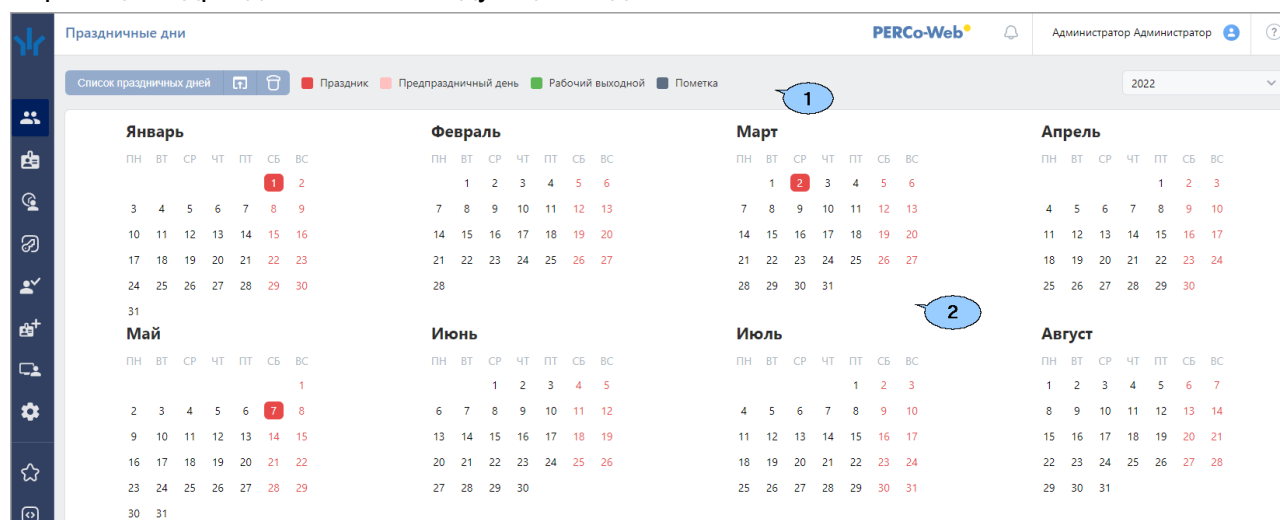 Праздничные дни PERCo-Web Администратор Администратор ?
Список праздничных дней Праздник Предпраздничный день Рабочий выходной Пометка 1 2022
Январь Февраль Март Апрель
ПН ВТ СР ЧТ ПТ СБ ВС ПН ВТ СР ЧТ ПТ СБ ВС ПН ВТ СР ЧТ ПТ СБ ВС ПН ВТ СР ЧТ ПТ СБ ВС
1 2 1 2 3 4 5 6 1 2 3 4 5 6 1 2 3
3 4 5 6 7 8 9 7 8 9 10 11 12 13 7 8 9 10 11 12 13 4 5 6 7 8 9 10
10 11 12 13 14 15 16 14 15 16 17 18 19 20 14 15 16 17 18 19 20 11 12 13 14 15 16 17
17 18 19 20 21 22 23 21 22 23 24 25 26 27 21 22 23 24 25 26 27 18 19 20 21 22 23 24
24 25 26 27 28 29 30 28 28 29 30 31 25 26 27 28 29 30
31 2
Май Июнь Июль Август
ПН ВТ СР ЧТ ПТ СБ ВС ПН ВТ СР ЧТ ПТ СБ ВС ПН ВТ СР ЧТ ПТ СБ ВС ПН ВТ СР ЧТ ПТ СБ ВС
1 1 2 3 4 5 1 2 3 1 2 3 4 5 6 7
2 3 4 5 6 7 8 6 7 8 9 10 11 12 4 5 6 7 8 9 10 8 9 10 11 12 13 14
9 10 11 12 13 14 15 13 14 15 16 17 18 19 11 12 13 14 15 16 17 15 16 17 18 19 20 21
16 17 18 19 20 21 22 20 21 22 23 24 25 26 18 19 20 21 22 23 24 22 23 24 25 26 27 28
23 24 25 26 27 28 29 27 28 29 30 25 26 27 28 29 30 31 29 30 31
30 31